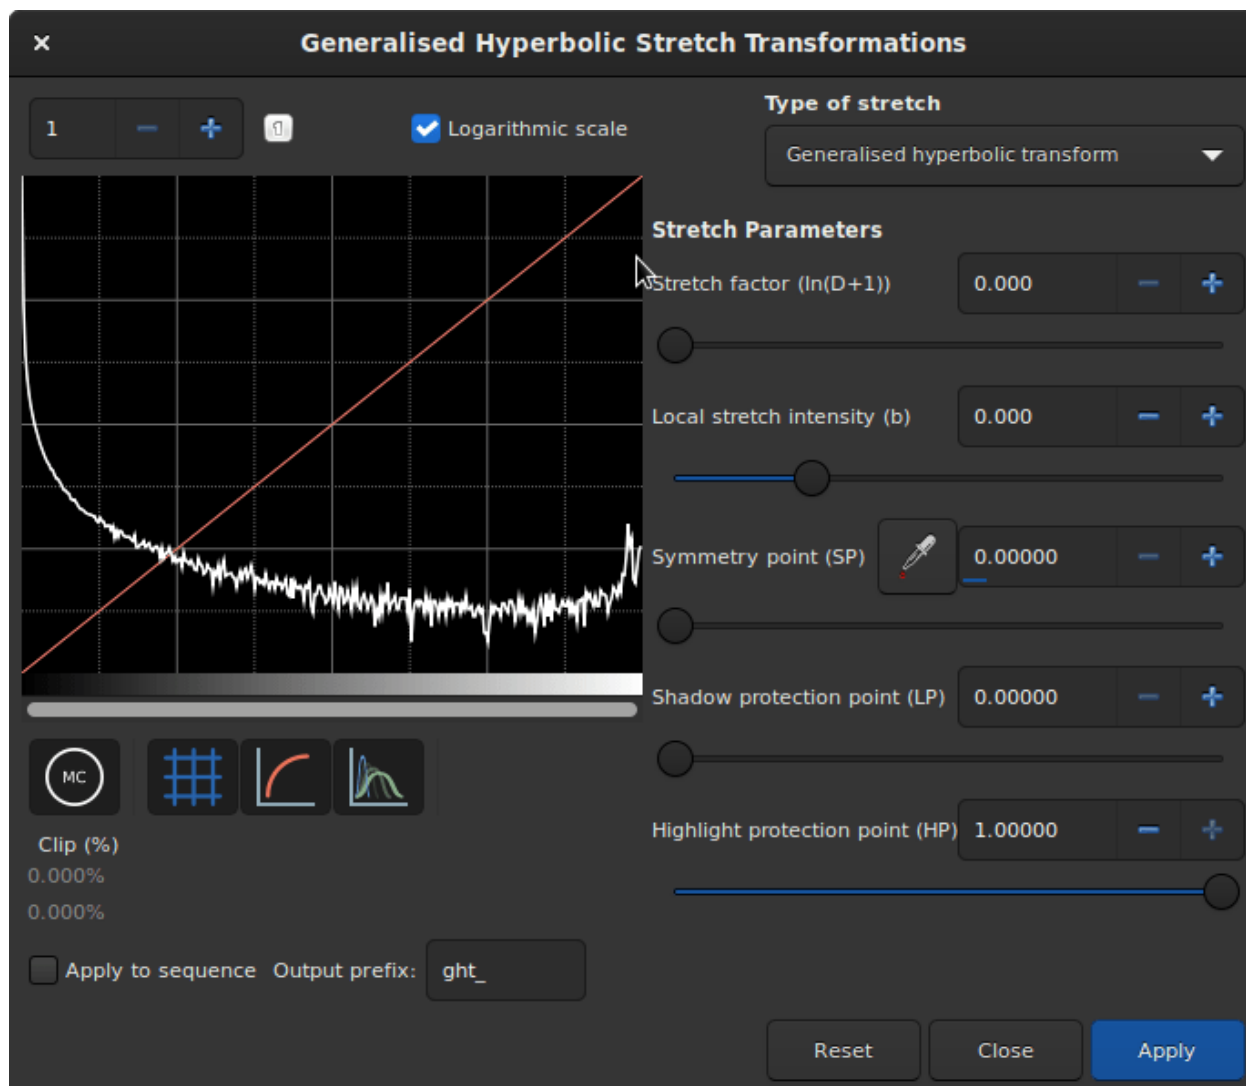 Generalised Hyperbolic Stretch Transformations
1
1
Logarithmic scale
Type of stretch
Generalised hyperbolic transform
Stretch Parameters
Stretch factor (ln(D+1))
0.000
Local stretch intensity (b)
0.000
Symmetry point (SP)
0.00000
Shadow protection point (LP)
0.00000
Highlight protection point (HP)
1.00000
MC
Clip (%)
0.000%
0.000%
Apply to sequence
Output prefix:
ght_
Reset
Close
Apply